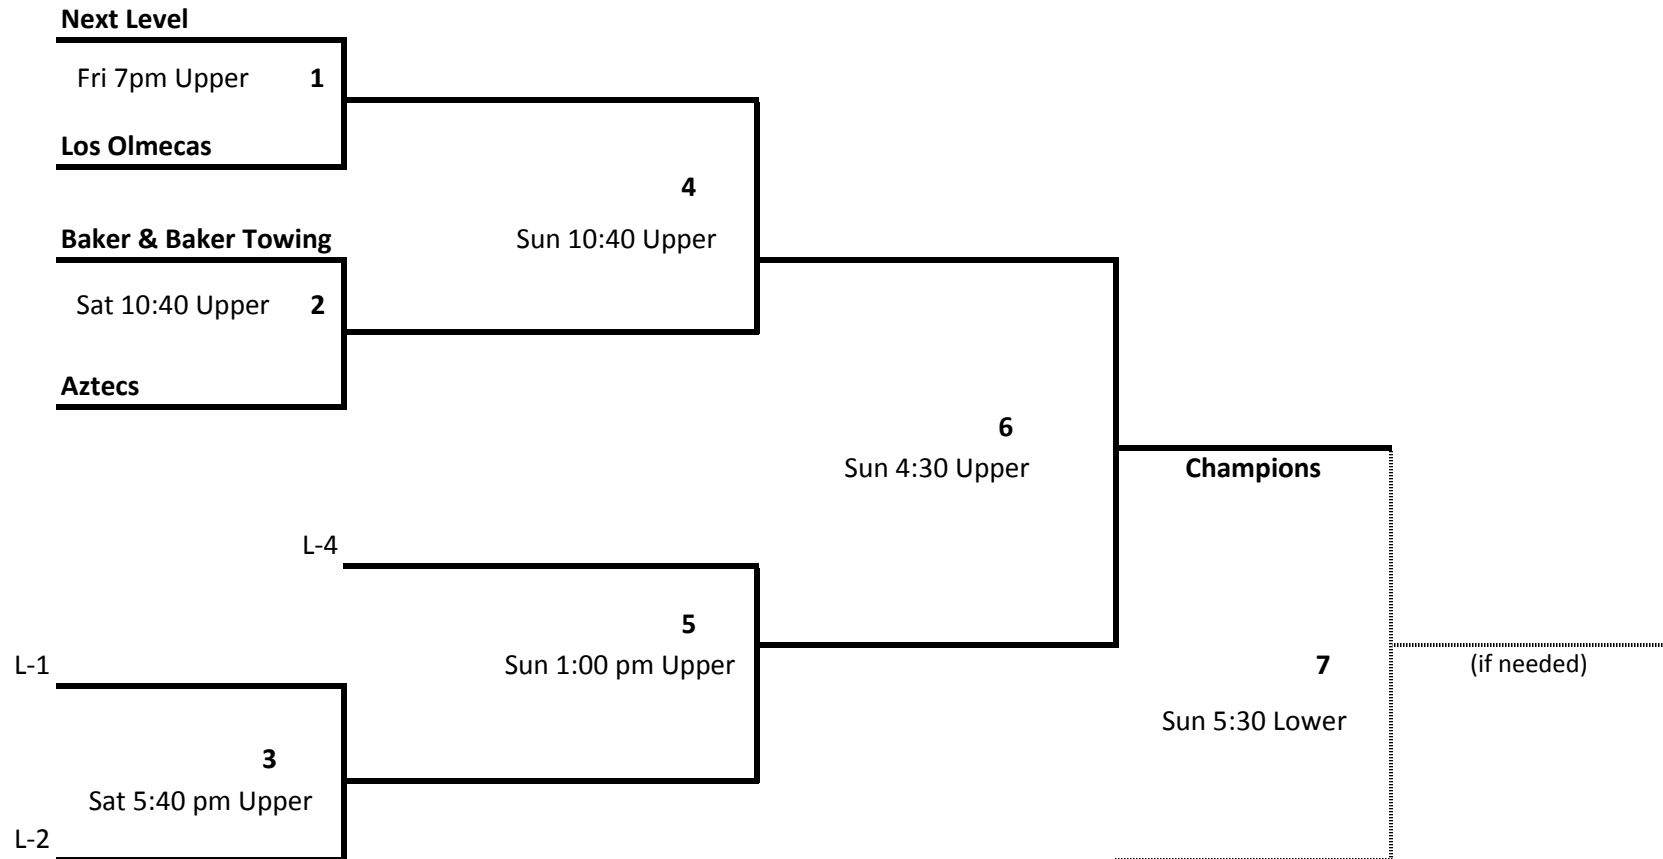 Next Level
Fri 7pm Upper 1
Los Olmecas
4
Baker & Baker Towing
Sun 10:40 Upper
Sat 10:40 Upper 2
Aztecs
6
Sun 4:30 Upper
Champions
L-4
5
L-1
Sun 1:00 pm Upper
7
(if needed)
Sun 5:30 Lower
3
Sat 5:40 pm Upper
L-2